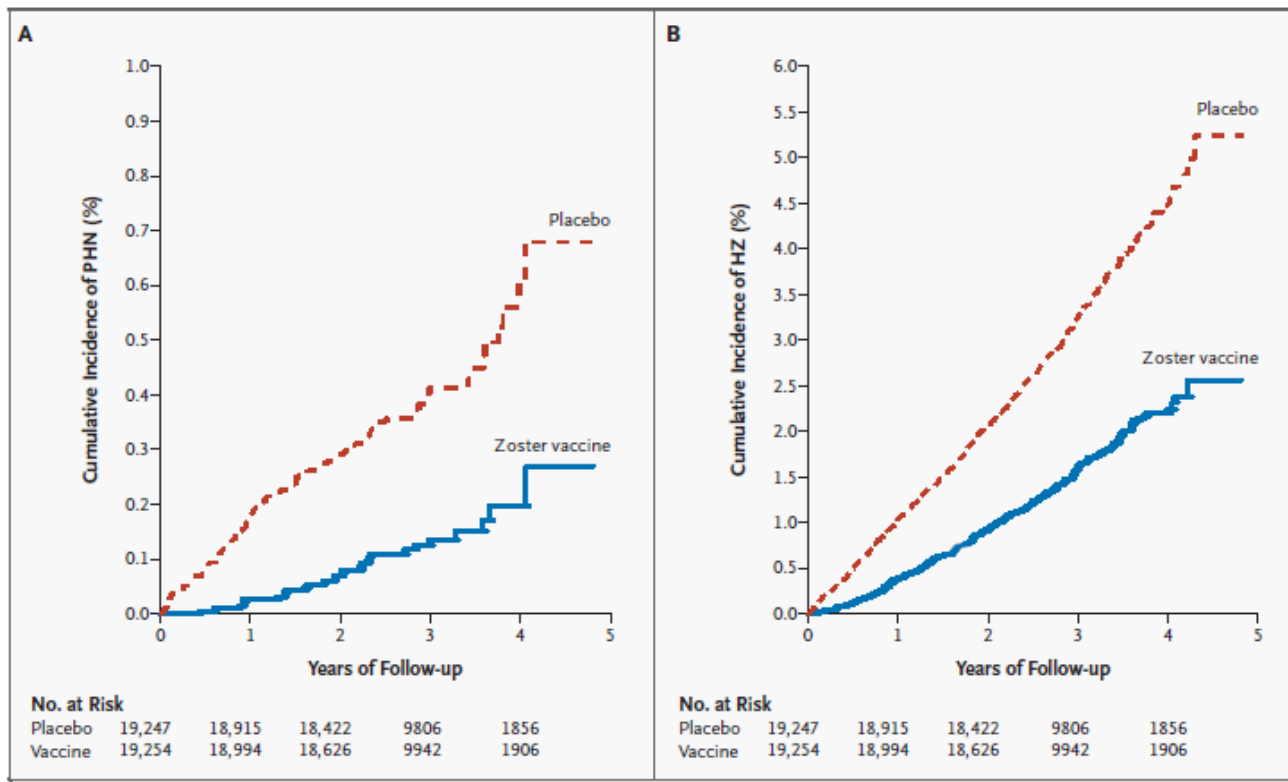 A
1.0
0.9
0.8
0.7
0.6
0.5
0.4
0.3
0.2
0.1
0.0
Cumulative Incidence of PHN (%)
Placebo
Zoster vaccine
0 1 2 3 4 5
Years of Follow-up
No. at Risk
Placebo 19,247 18,915 18,422 9806 1856
Vaccine 19,254 18,994 18,626 9942 1906
B
6.0
5.5
5.0
4.5
4.0
3.5
3.0
2.5
2.0
1.5
1.0
0.5
0.0
Cumulative Incidence of HZ (%)
Placebo
Zoster vaccine
0 1 2 3 4 5
Years of Follow-up
No. at Risk
Placebo 19,247 18,915 18,422 9806 1856
Vaccine 19,254 18,994 18,626 9942 1906